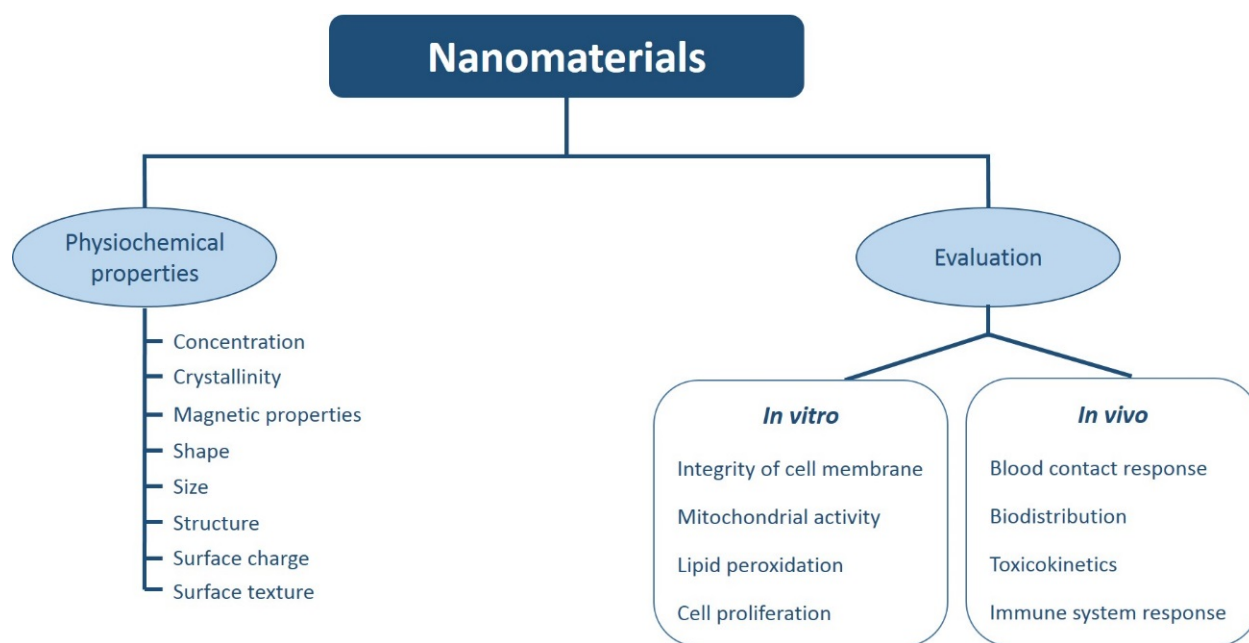 Nanomaterials
Physiochemical
properties
Concentration
Crystallinity
Magnetic properties
Shape
Size
Structure
Surface charge
Surface texture
Evaluation
In vitro
Integrity of cell membrane
Mitochondrial activity
Lipid peroxidation
Cell proliferation
In vivo
Blood contact response
Biodistribution
Toxicokinetics
Immune system response